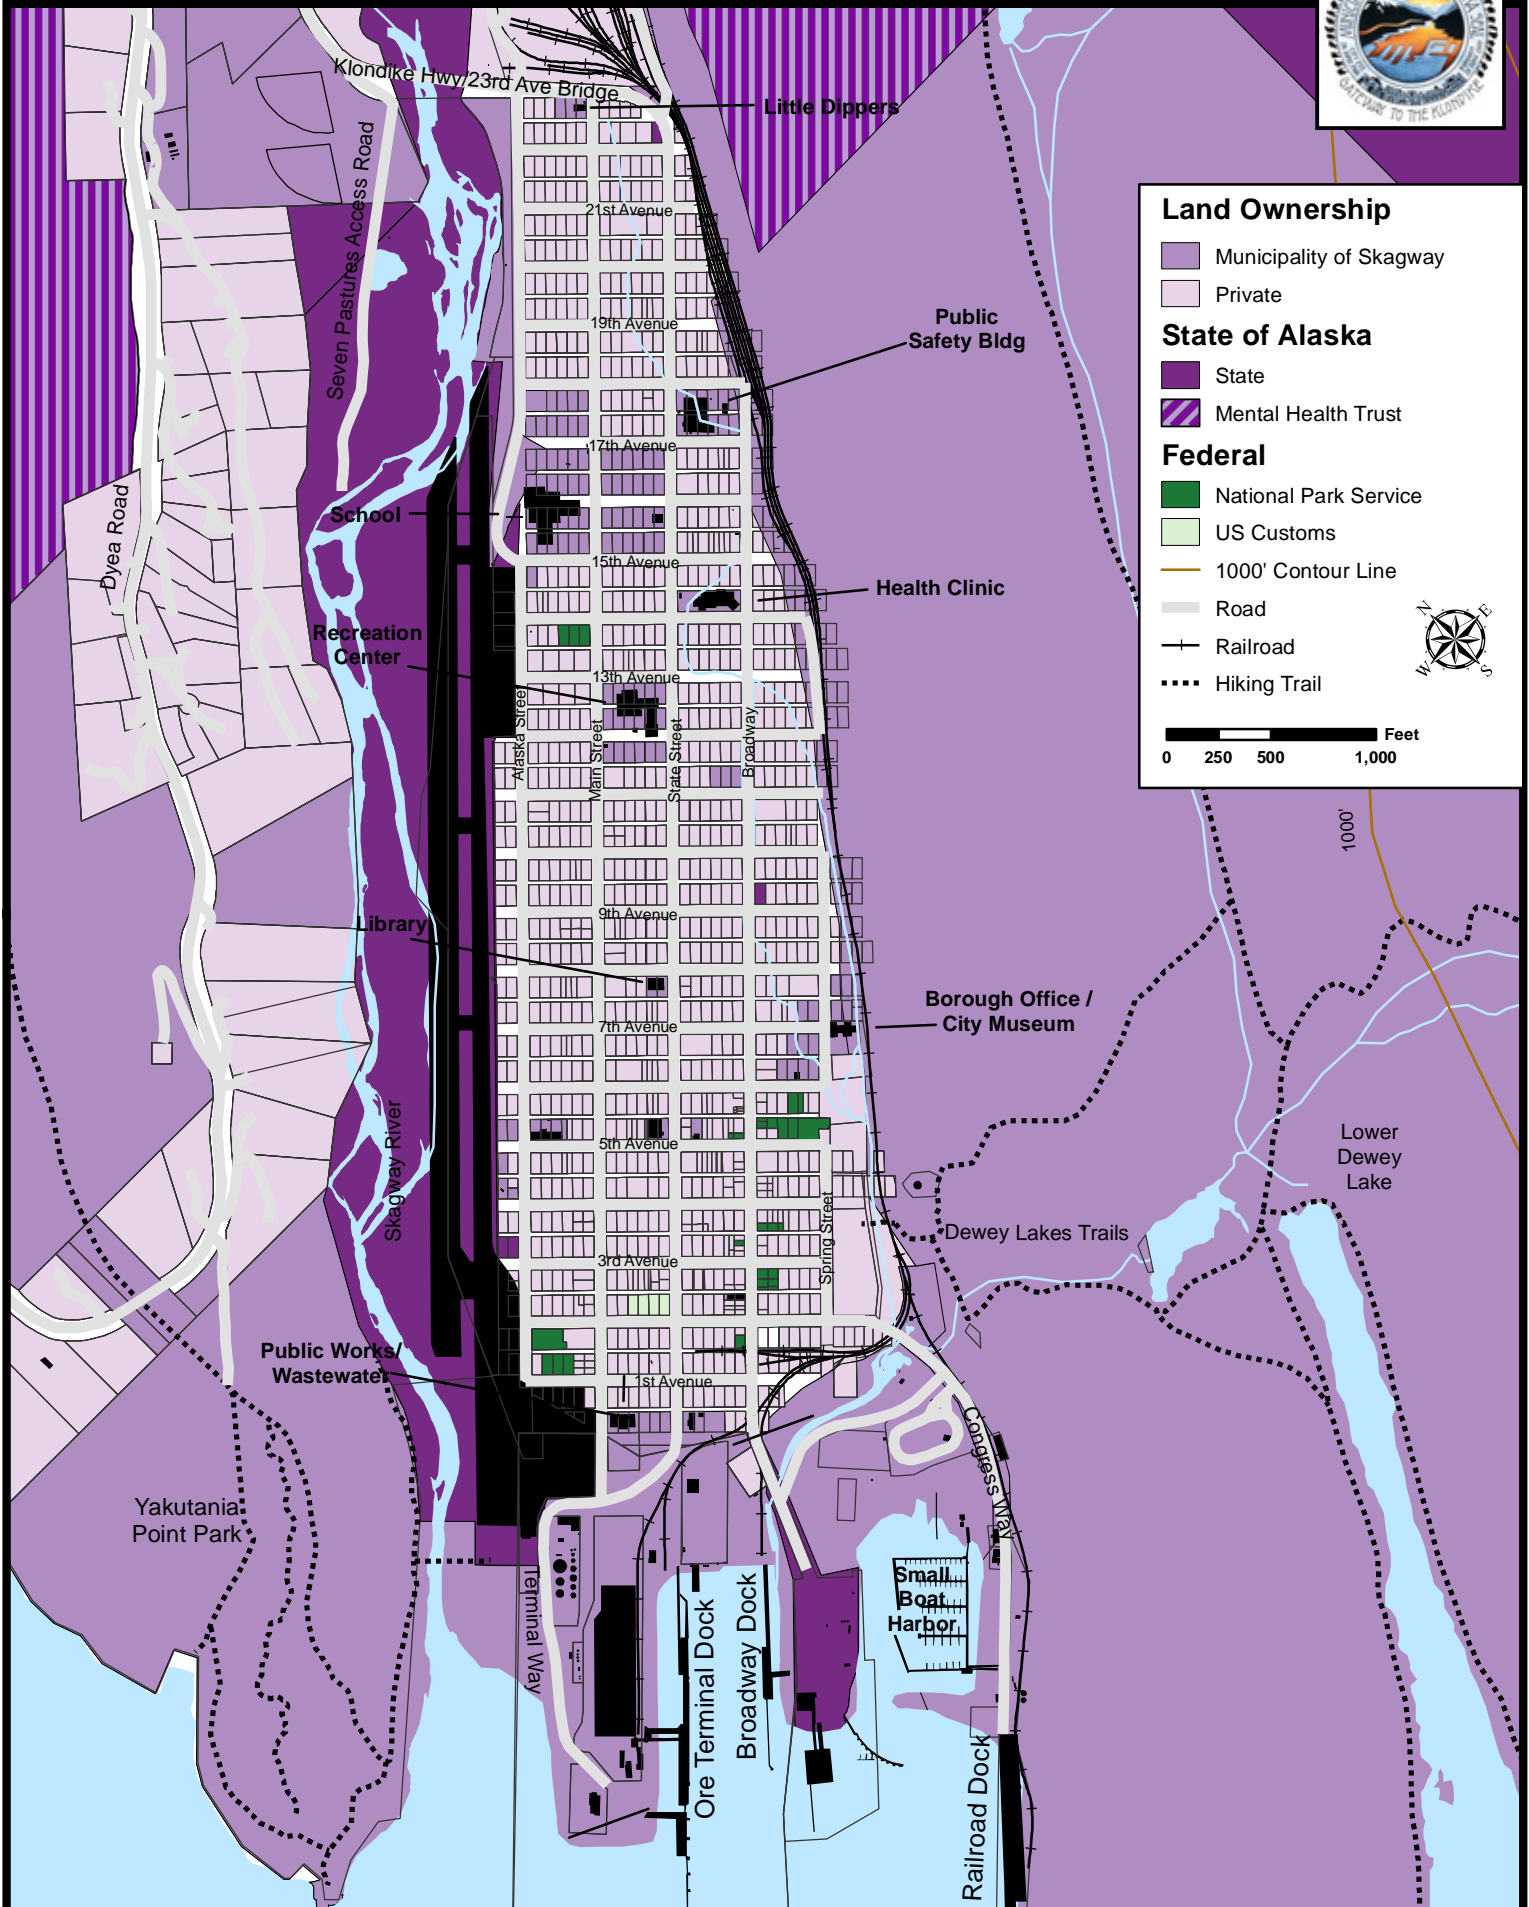 GATEWAY TO THE KLONDIKE
Klondike Hwy/23rd Ave Bridge
Little Dippers
Seven Pastures Access Road
21st Avenue
19th Avenue
Public
Safety Bldg
17th Avenue
School
15th Avenue
Dyea Road
Health Clinic
Recreation
Center
13th Avenue
Alaska Street
Main Street
State Street
Broadway
Land Ownership
Municipality of Skagway
Private
State of Alaska
State
Mental Health Trust
Federal
National Park Service
US Customs
1000' Contour Line
Road
Railroad
Hiking Trail
N
E
W
S
Feet
0 250 500 1,000
1000'
9th Avenue
Library
7th Avenue
Borough Office /
City Museum
5th Avenue
Skagway River
Lower
Dewey
Lake
Dewey Lakes Trails
Spring Street
3rd Avenue
Public Works/
Wastewater
1st Avenue
Congress Way
Yakutania
Point Park
Terminal Way
Ore Terminal Dock
Broadway Dock
Small
Boat
Harbor
Railroad Dock